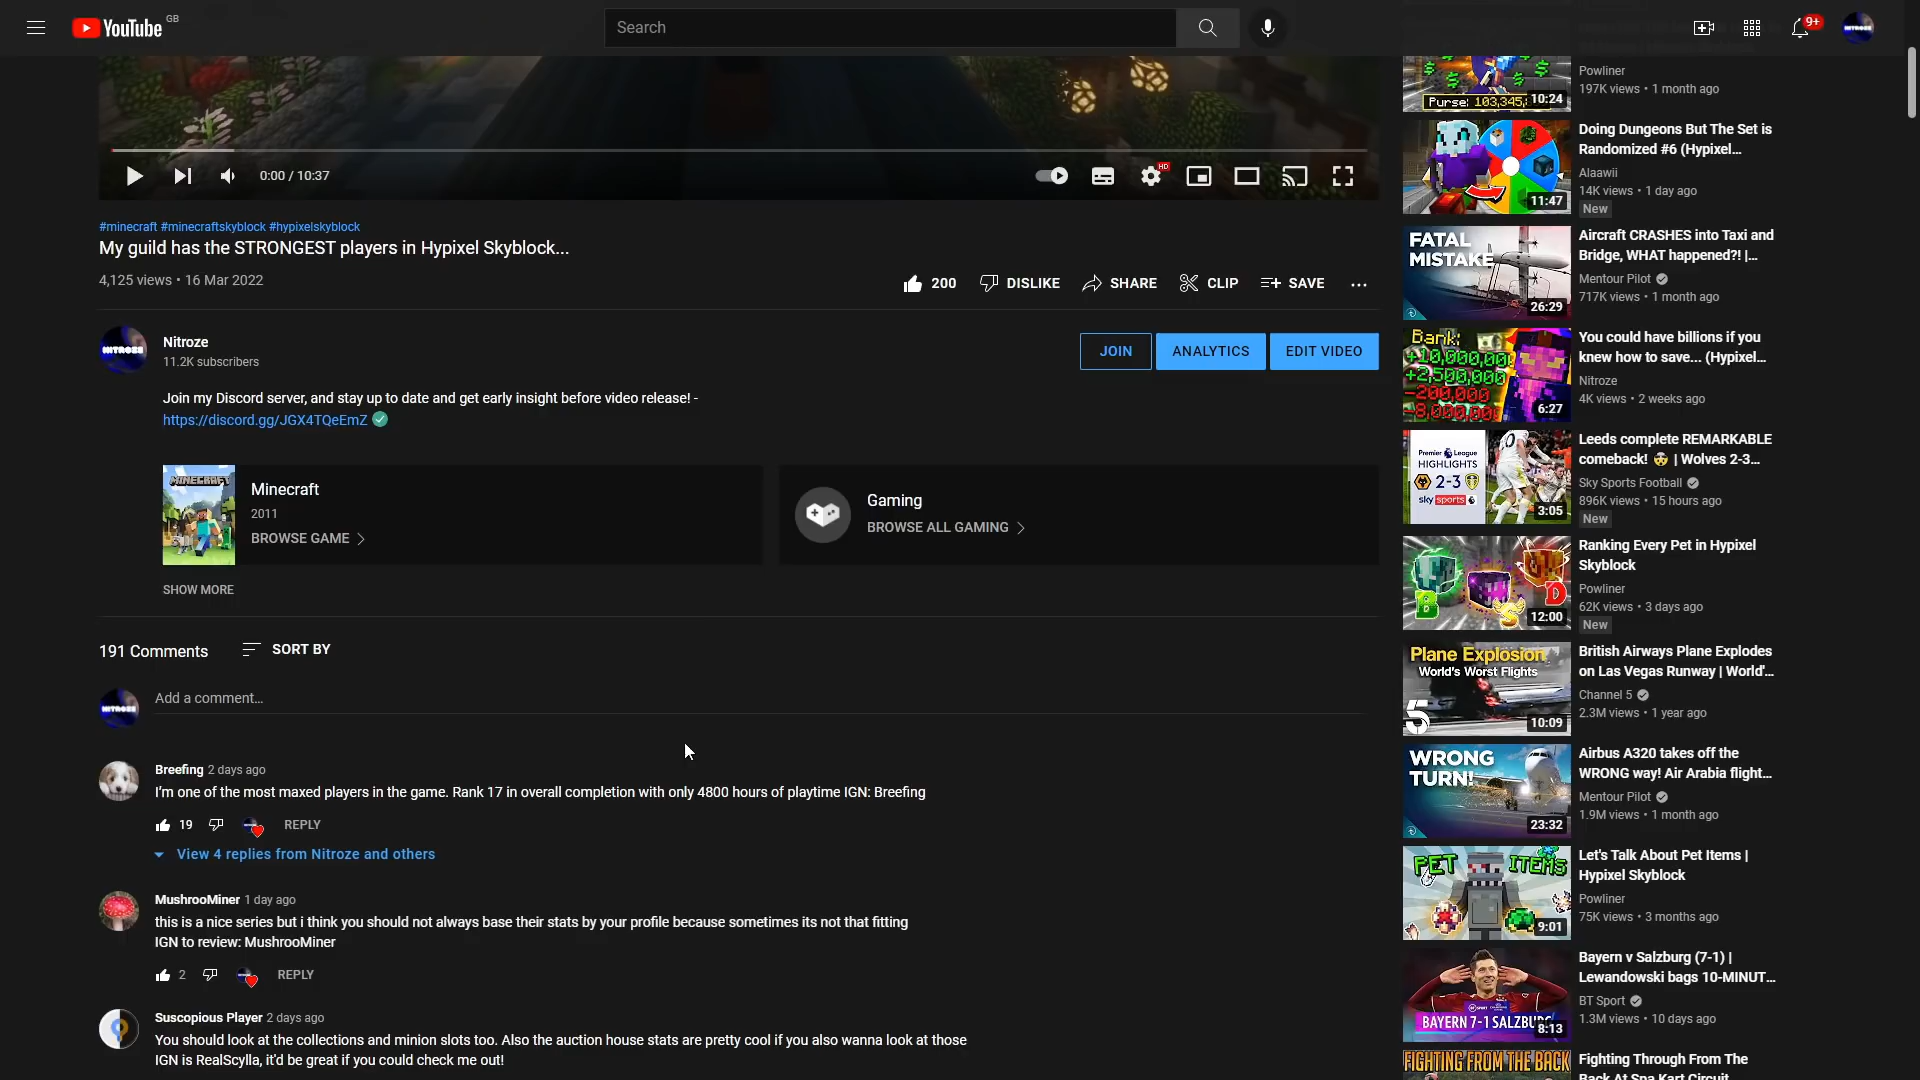 YouTube GB
Search
9+
0:00 / 10:37
HD
#minecraft #minecraftskyblock #hypixelskyblock
My guild has the STRONGEST players in Hypixel Skyblock...
4,125 views • 16 Mar 2022
200
DISLIKE
SHARE
CLIP
SAVE
NITROZE
Nitroze
11.2K subscribers
JOIN
ANALYTICS
EDIT VIDEO
Join my Discord server, and stay up to date and get early insight before video release! -
https://discord.gg/JGX4TQeEmZ
MINECRAFT
Minecraft
2011
BROWSE GAME
Gaming
BROWSE ALL GAMING
SHOW MORE
191 Comments
SORT BY
NITROZE
Add a comment...
Breefing 2 days ago
I'm one of the most maxed players in the game. Rank 17 in overall completion with only 4800 hours of playtime IGN: Breefing
19
REPLY
View 4 replies from Nitroze and others
MushrooMiner 1 day ago
this is a nice series but i think you should not always base their stats by your profile because sometimes its not that fitting
IGN to review: MushrooMiner
2
REPLY
Suscopious Player 2 days ago
You should look at the collections and minion slots too. Also the auction house stats are pretty cool if you also wanna look at those
IGN is RealScylla, it'd be great if you could check me out!
Purse: 103,345,
10:24
Powliner
197K views • 1 month ago
11:47
Doing Dungeons But The Set is
Randomized #6 (Hypixel...
Alaawii
14K views • 1 day ago
New
FATAL
MISTAKE
26:29
Aircraft CRASHES into Taxi and
Bridge, WHAT happened?! |...
Mentour Pilot
717K views • 1 month ago
Bank:
+10,000,00
+2,500,000
-200,000
-8,000,00
6:27
You could have billions if you
knew how to save... (Hypixel...
Nitroze
4K views • 2 weeks ago
Premier League
HIGHLIGHTS
2-3
sky sports
3:05
Leeds complete REMARKABLE
comeback! 🤯 | Wolves 2-3...
Sky Sports Football
896K views • 15 hours ago
New
B
S
D
12:00
Ranking Every Pet in Hypixel
Skyblock
Powliner
62K views • 3 days ago
New
Plane Explosion
World's Worst Flights
5
10:09
British Airways Plane Explodes
on Las Vegas Runway | World'...
Channel 5
2.3M views • 1 year ago
WRONG
TURN!
23:32
Airbus A320 takes off the
WRONG way! Air Arabia flight...
Mentour Pilot
1.9M views • 1 month ago
PET ITEMS
9:01
Let's Talk About Pet Items |
Hypixel Skyblock
Powliner
75K views • 3 months ago
BAYERN 7-1 SALZBURG
8:13
Bayern v Salzburg (7-1) |
Lewandowski bags 10-MINUT...
BT Sport
1.3M views • 10 days ago
FIGHTING FROM THE BACK
Fighting Through From The
Back At Spa Kart Circuit